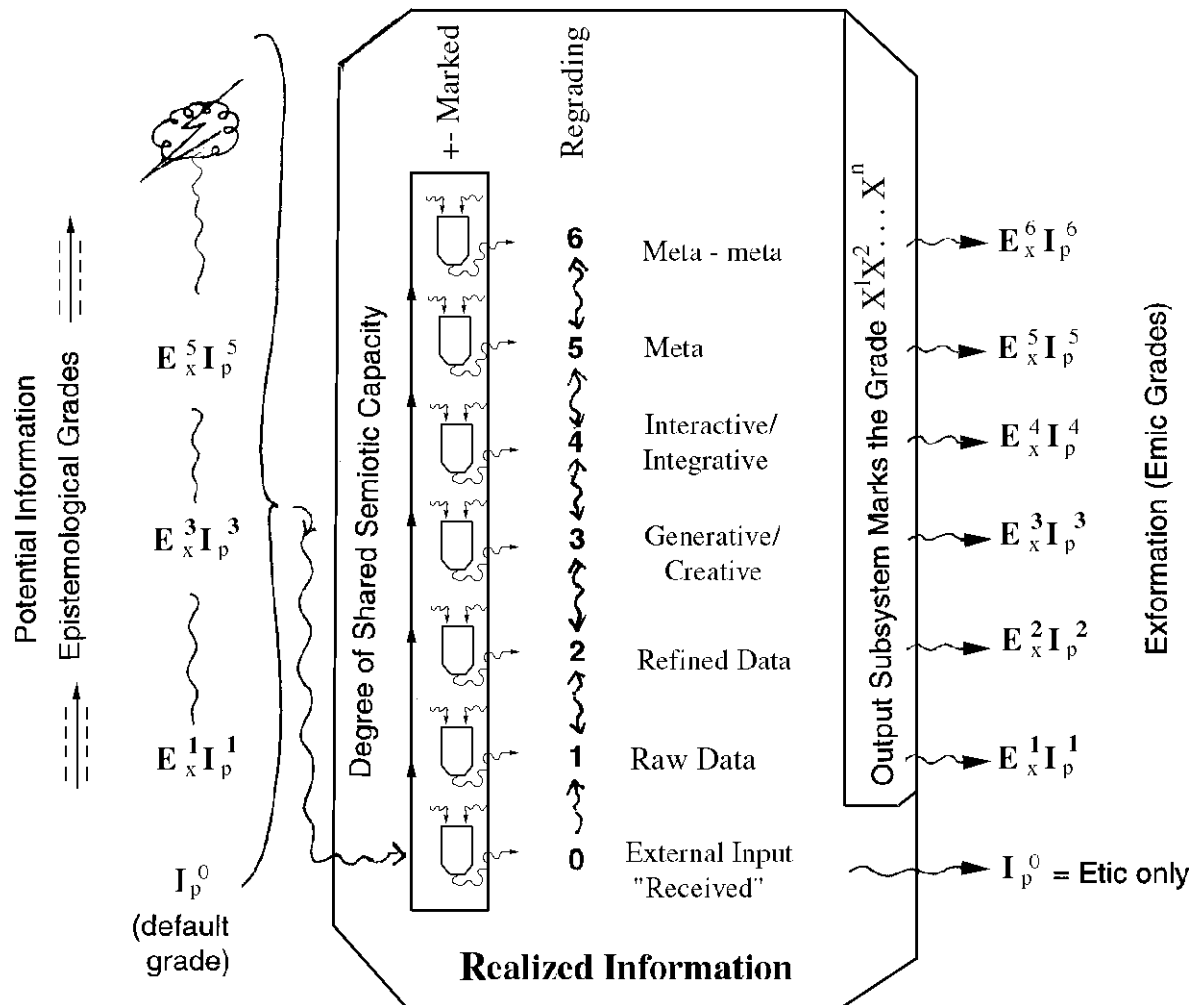 Potential Information
Epistemological Grades
E x 5 I p 5
E x 3 I p 3
E x 1 I p 1
I p 0
(default
grade)
Degree of Shared Semiotic Capacity
+- Marked
Regrading
6
Meta - meta
5
Meta
4
Interactive/
Integrative
3
Generative/
Creative
2
Refined Data
1
Raw Data
0
External Input
"Received"
Realized Information
Output Subsystem Marks the Grade X1X2 . . . Xn
E x 6 I p 6
E x 5 I p 5
E x 4 I p 4
E x 3 I p 3
E x 2 I p 2
E x 1 I p 1
I p 0 = Etic only
Exformation (Emic Grades)